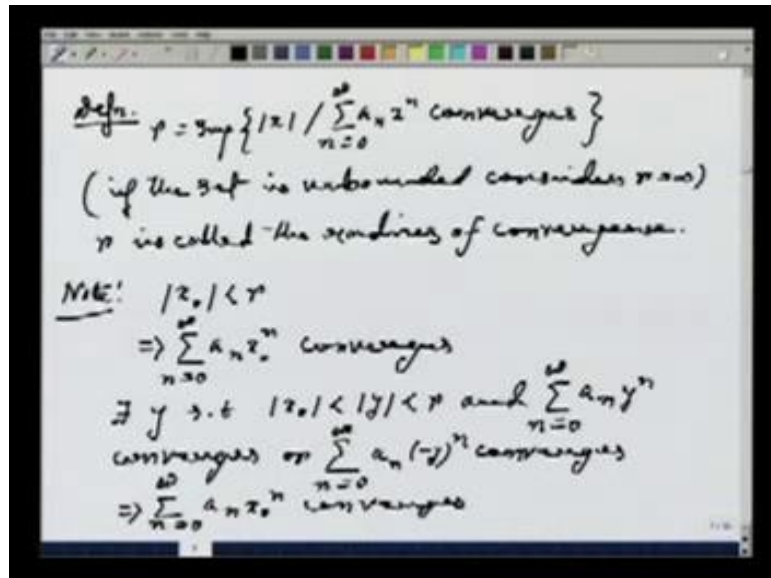 Defn. r = Sup { |x| / ∑_{n=0}^{∞} a_n x^n converges }
(if the set is unbounded consider r=∞)
r is called the radius of convergence.
Note: |x_0| < r
=> ∑_{n=0}^{∞} a_n x_0^n converges
∃ y s.t |x_0| < |y| < r and ∑_{n=0}^{∞} a_n y^n
converges or ∑_{n=0}^{∞} a_n (-y)^n converges
=> ∑_{n=0}^{∞} a_n x_0^n converges